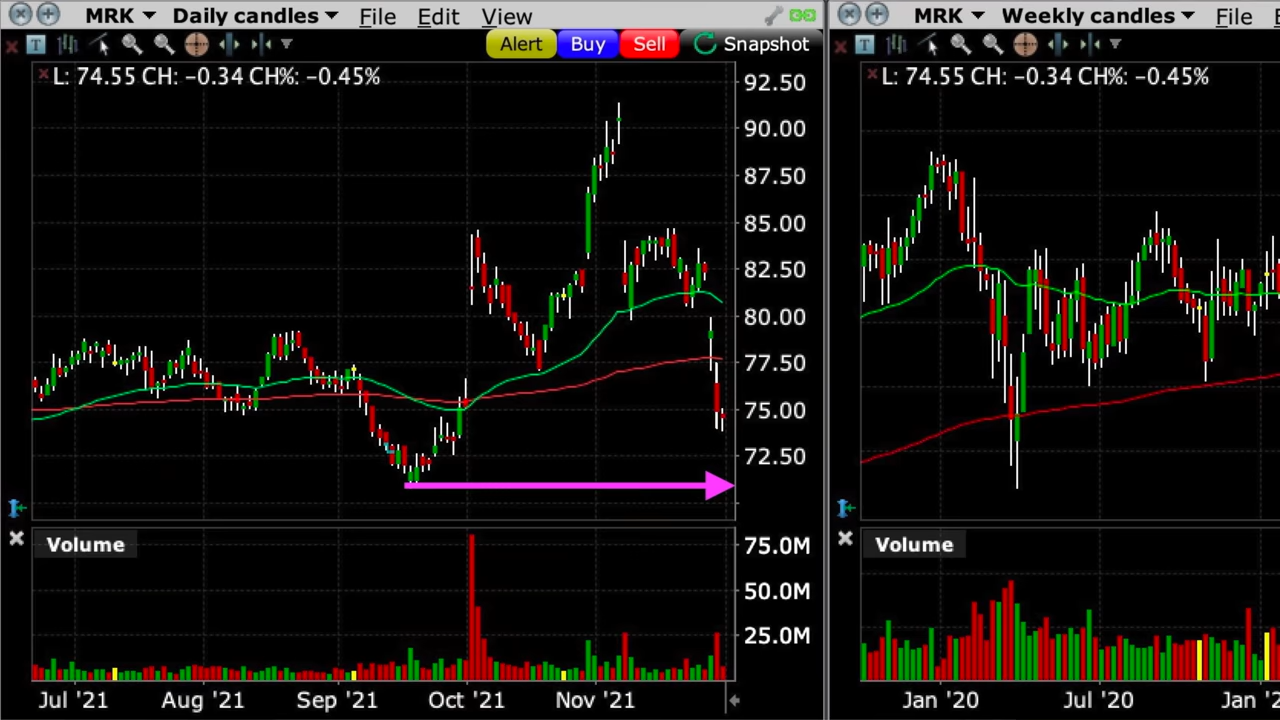 MRK Daily candles File Edit View
T Alert Buy Sell Snapshot
L: 74.55 CH: −0.34 CH%: −0.45%
92.50
90.00
87.50
85.00
82.50
80.00
77.50
75.00
72.50
Volume
75.0M
50.0M
25.0M
Jul '21 Aug '21 Sep '21 Oct '21 Nov '21
MRK Weekly candles File
T
L: 74.55 CH: −0.34 CH%: −0.45%
Volume
Jan '20 Jul '20 Jan '2